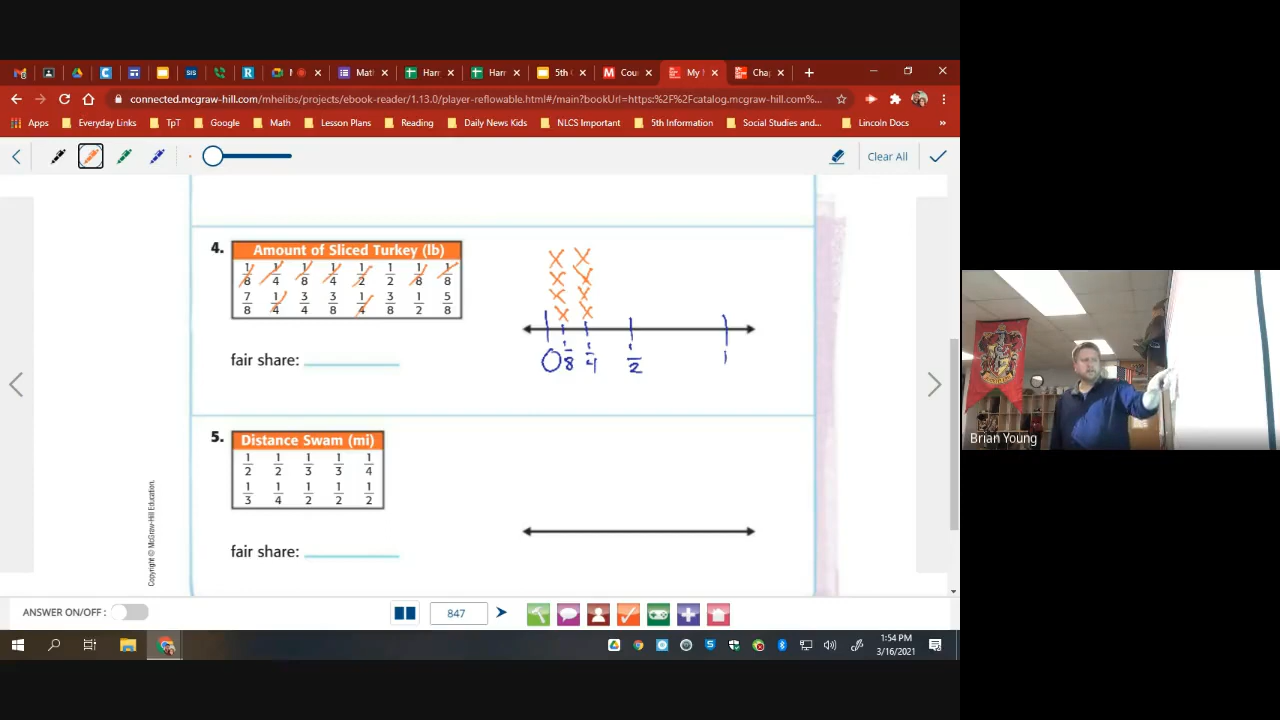 Math
Harr
Harr
5th
Cou
My
Cha
connected.mcgraw-hill.com/mhelibs/projects/ebook-reader/1.13.0/player-reflowable.html#/main?bookUrl=https:%2F%2Fcatalog.mcgraw-hill.com%...
Apps Everyday Links TpT Google Math Lesson Plans Reading Daily News Kids NLCS Important 5th Information Social Studies and... Lincoln Docs »
Clear All
4. Amount of Sliced Turkey (lb)
1/8 1/4 1/8 1/4 1/2 1/2 1/8 1/8
7/8 1/4 3/4 3/8 1/4 3/8 1/2 5/8
X X
X X
X X
X X
0 1/8 1/4 1/2 1
fair share:
5. Distance Swam (mi)
1/2 1/2 1/3 1/3 1/4
1/3 1/4 1/2 1/2 1/2
fair share:
Copyright © McGraw-Hill Education.
ANSWER ON/OFF:
847
1:54 PM
3/16/2021
Brian Young